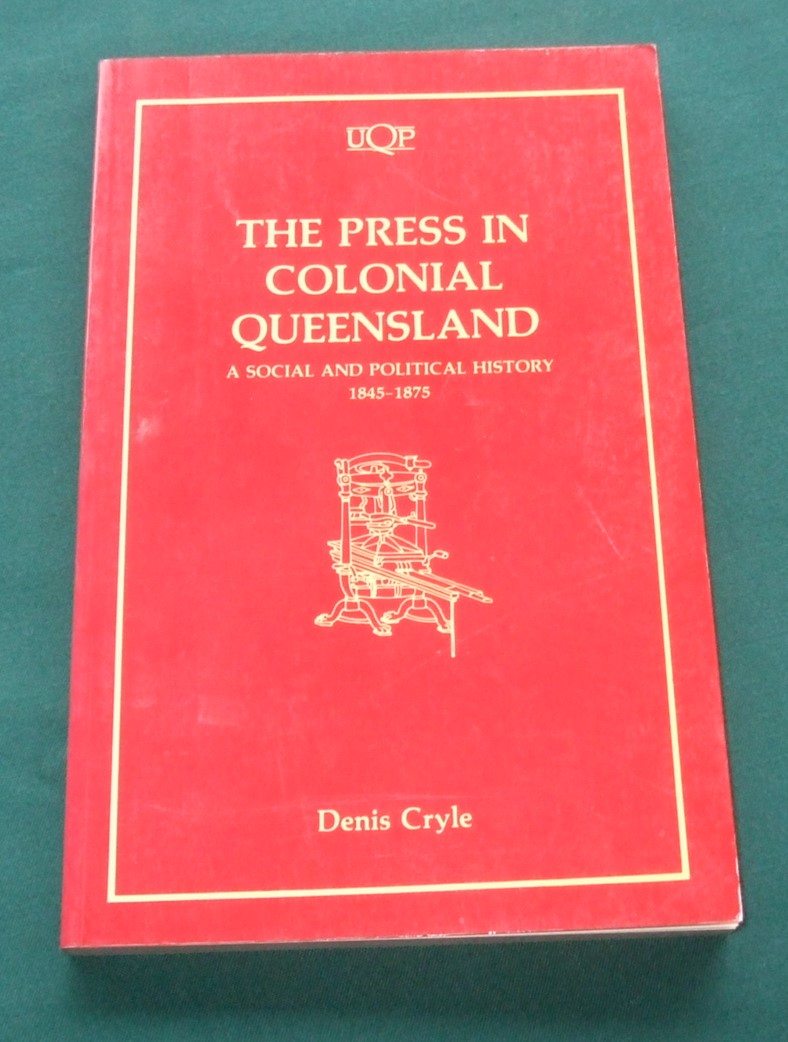 UQP
THE PRESS IN
COLONIAL
QUEENSLAND
A SOCIAL AND POLITICAL HISTORY
1845–1875
Denis Cryle